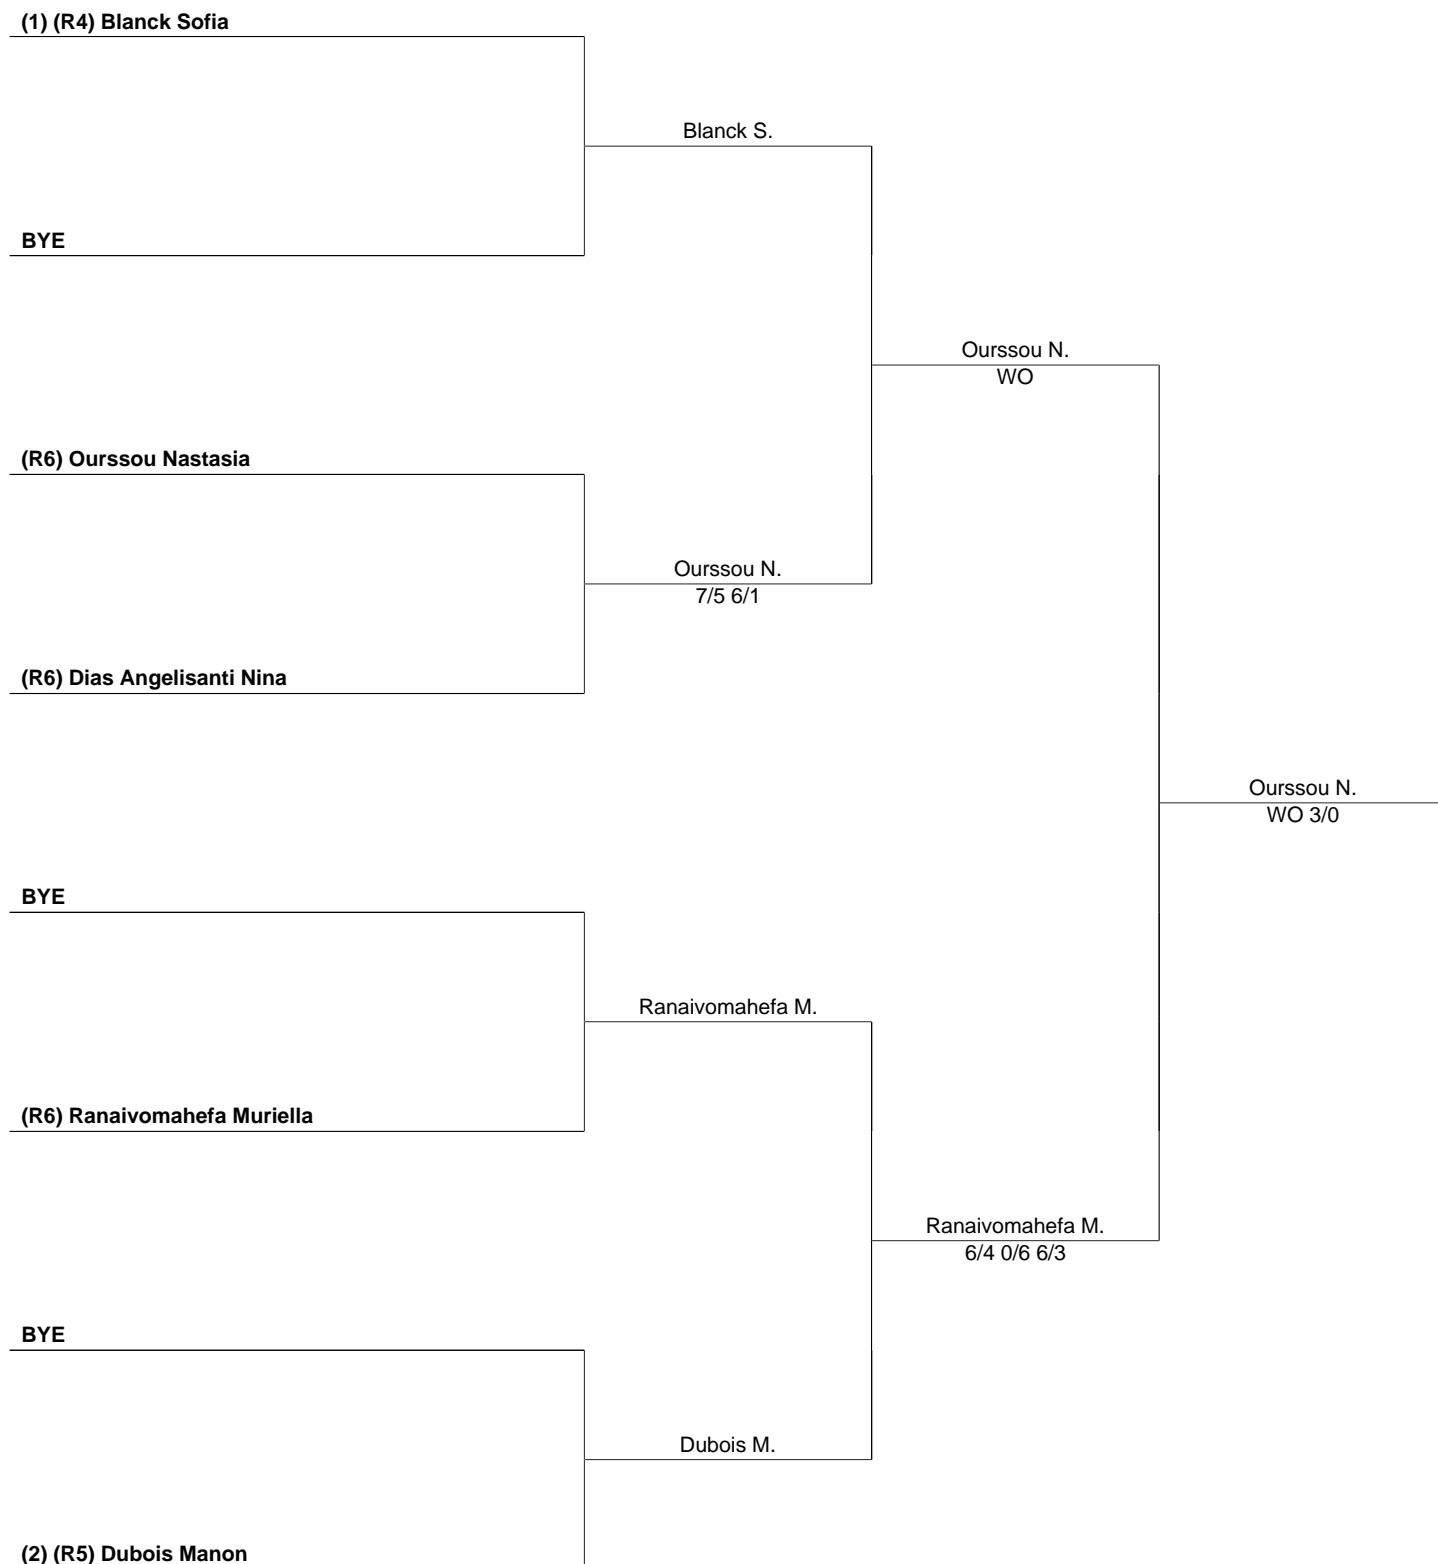 (1) (R4) Blanck Sofia
Blanck S.
BYE
Ourssou N.
WO
(R6) Ourssou Nastasia
Ourssou N.
7/5 6/1
(R6) Dias Angelisanti Nina
Ourssou N.
WO 3/0
BYE
Ranaivomahefa M.
(R6) Ranaivomahefa Muriella
Ranaivomahefa M.
6/4 0/6 6/3
BYE
Dubois M.
(2) (R5) Dubois Manon